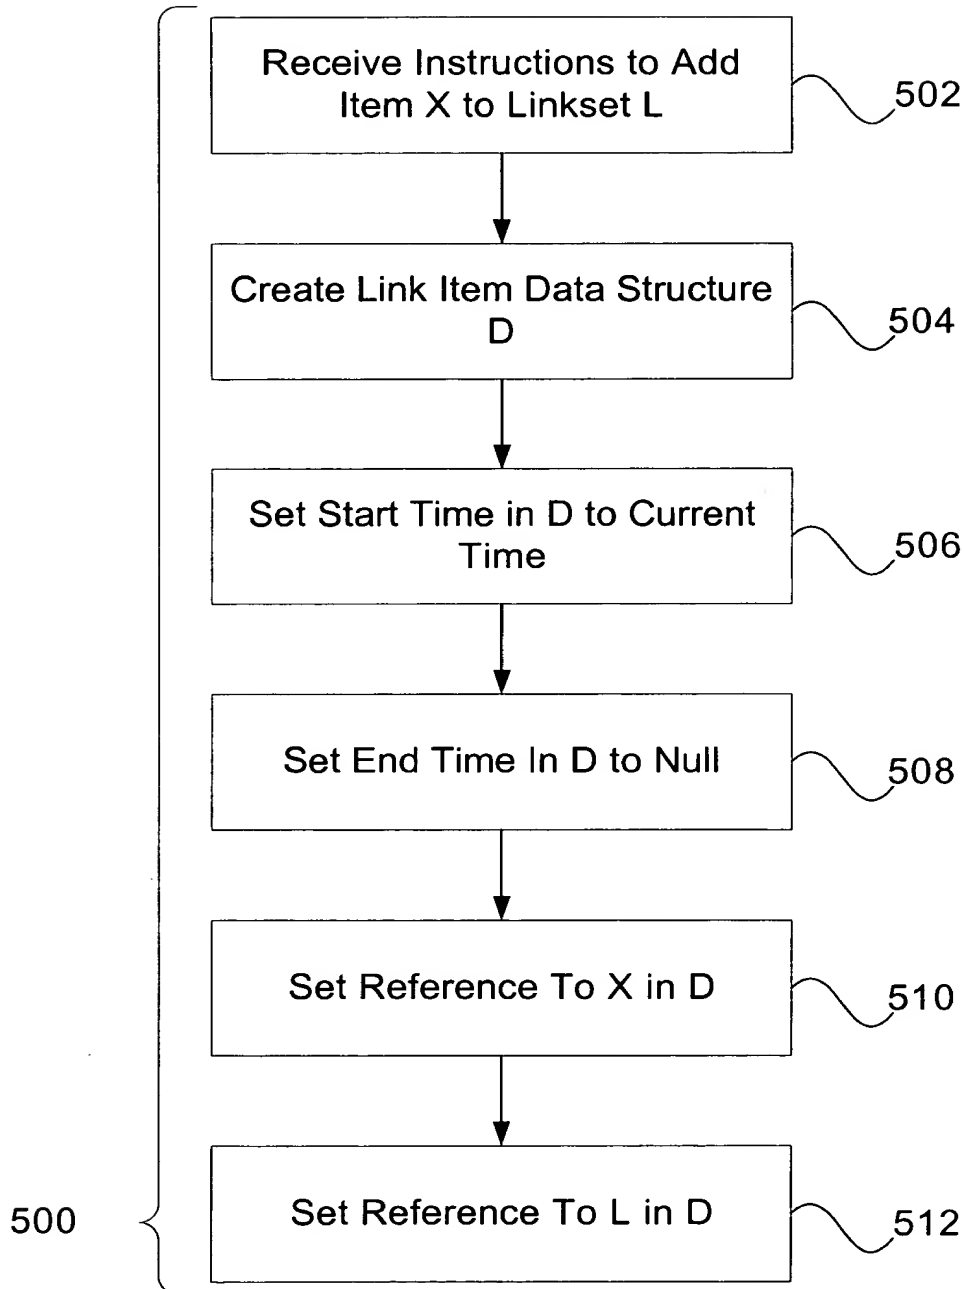 Receive Instructions to Add
Item X to Linkset L
502
Create Link Item Data Structure
D
504
Set Start Time in D to Current
Time
506
Set End Time In D to Null
508
Set Reference To X in D
510
Set Reference To L in D
512
500